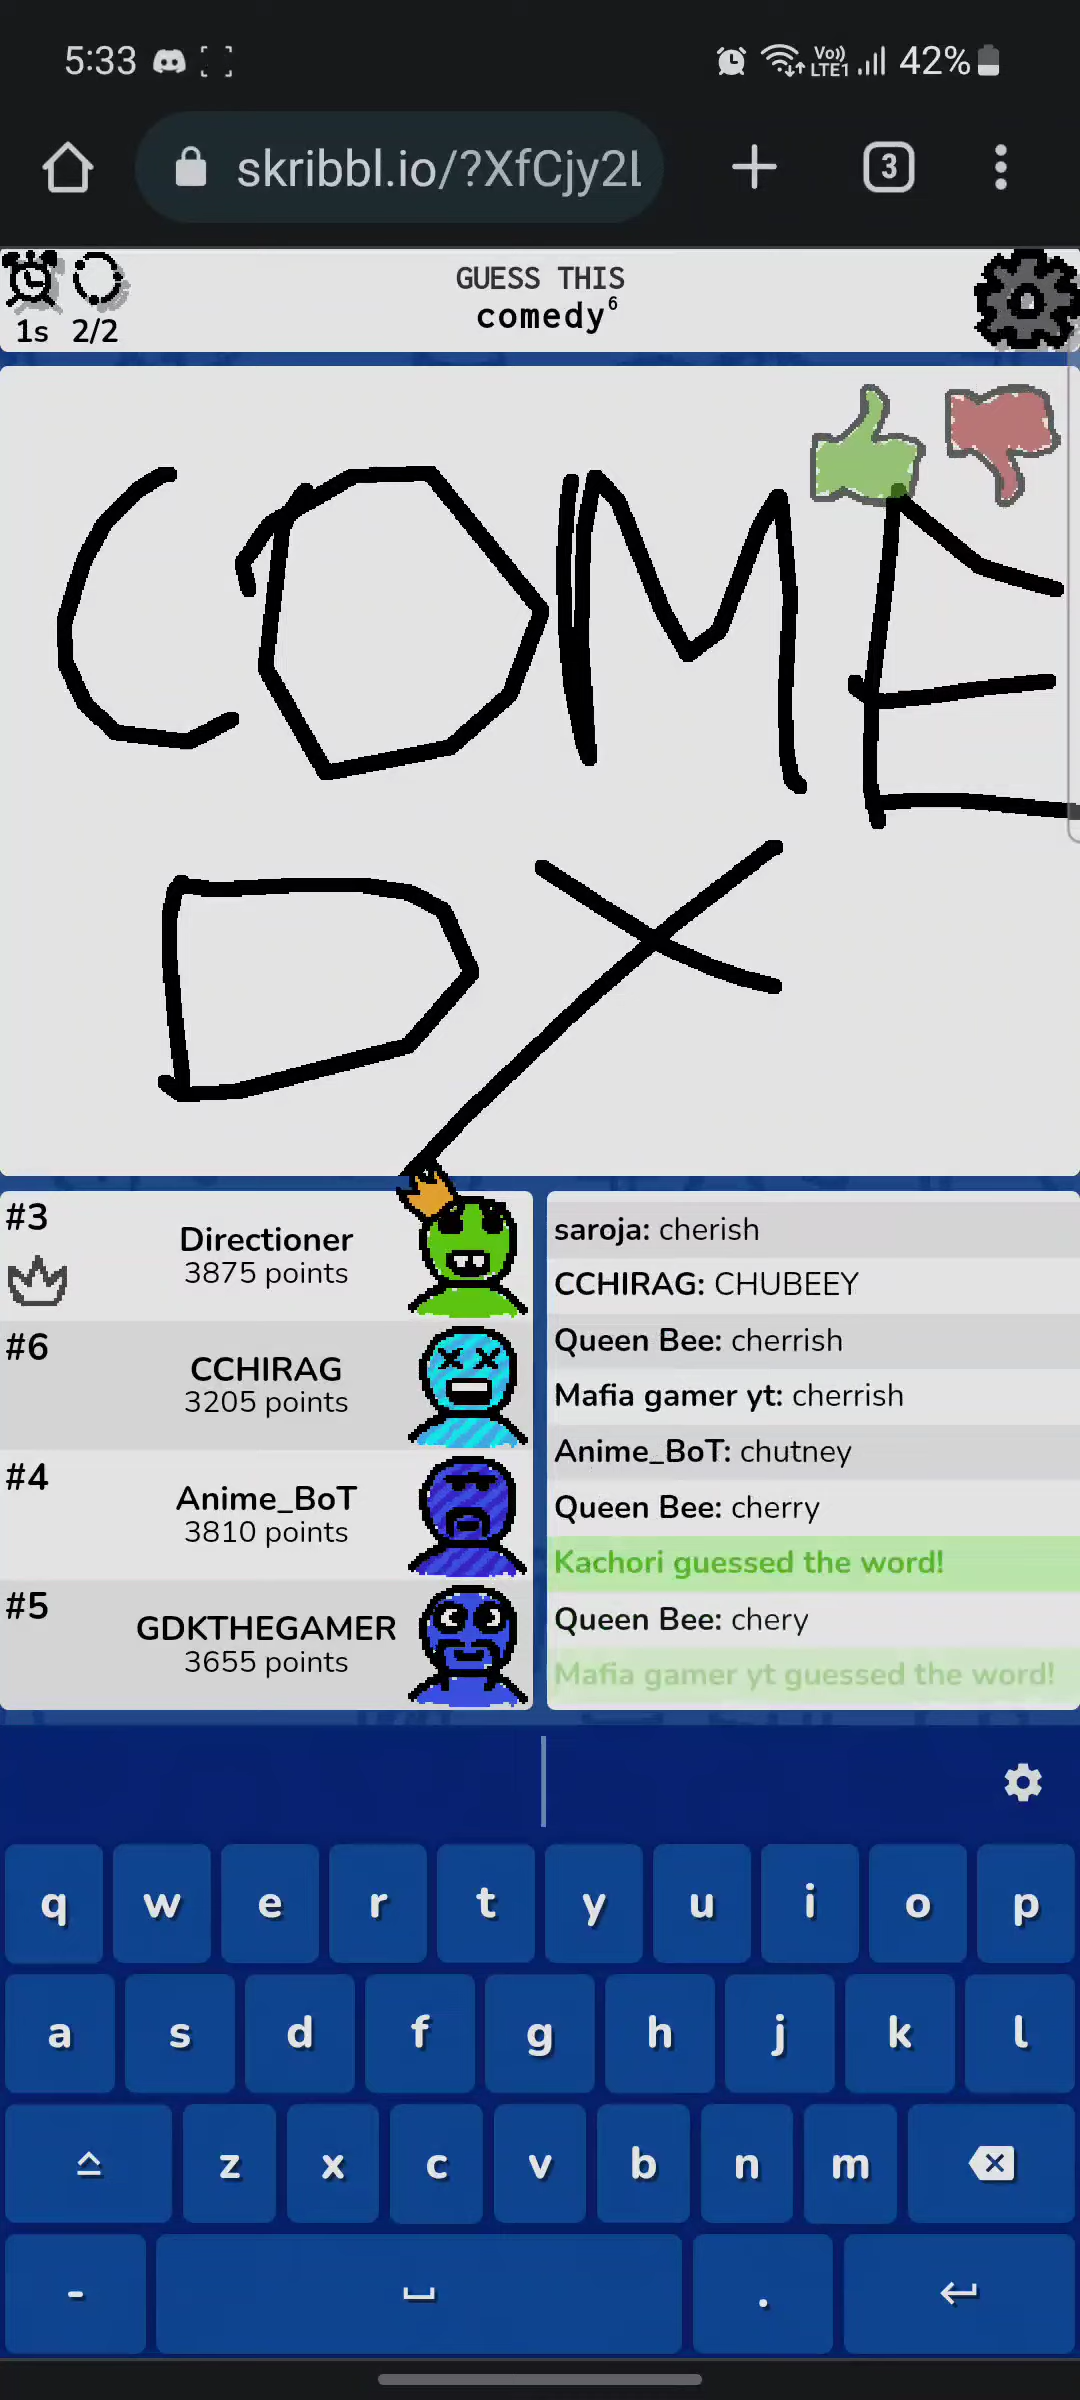 5:33 Vo)) LTE1 42%
skribbl.io/?XfCjy2l 3
GUESS THIS
comedy6
1s 2/2
COME
DY
#3 Directioner
3875 points
#6 CCHIRAG
3205 points
#4 Anime_BoT
3810 points
#5 GDKTHEGAMER
3655 points
saroja: cherish
CCHIRAG: CHUBEEY
Queen Bee: cherrish
Mafia gamer yt: cherrish
Anime_BoT: chutney
Queen Bee: cherry
Kachori guessed the word!
Queen Bee: chery
Mafia gamer yt guessed the word!
q w e r t y u i o p
a s d f g h j k l
z x c v b n m
- .